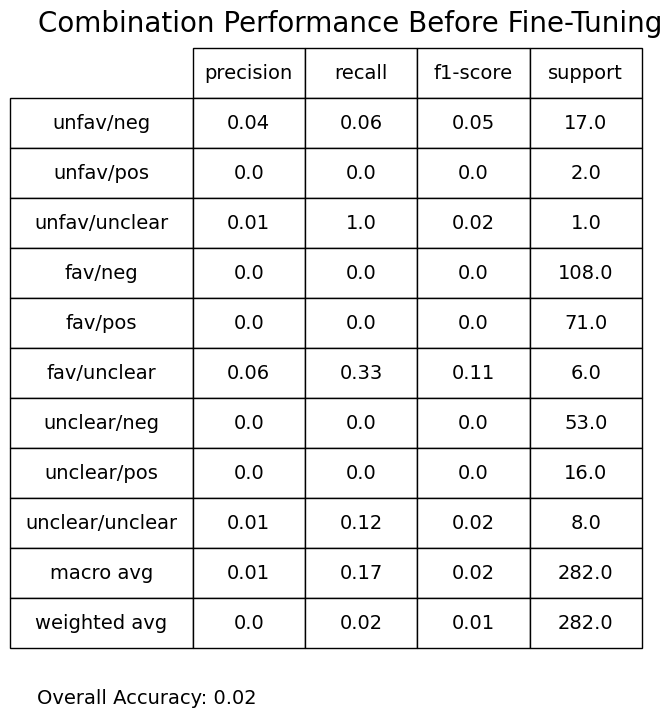 Combination Performance Before Fine-Tuning
precision recall f1-score support
unfav/neg 0.04 0.06 0.05 17.0
unfav/pos 0.0 0.0 0.0 2.0
unfav/unclear 0.01 1.0 0.02 1.0
fav/neg 0.0 0.0 0.0 108.0
fav/pos 0.0 0.0 0.0 71.0
fav/unclear 0.06 0.33 0.11 6.0
unclear/neg 0.0 0.0 0.0 53.0
unclear/pos 0.0 0.0 0.0 16.0
unclear/unclear 0.01 0.12 0.02 8.0
macro avg 0.01 0.17 0.02 282.0
weighted avg 0.0 0.02 0.01 282.0
Overall Accuracy: 0.02